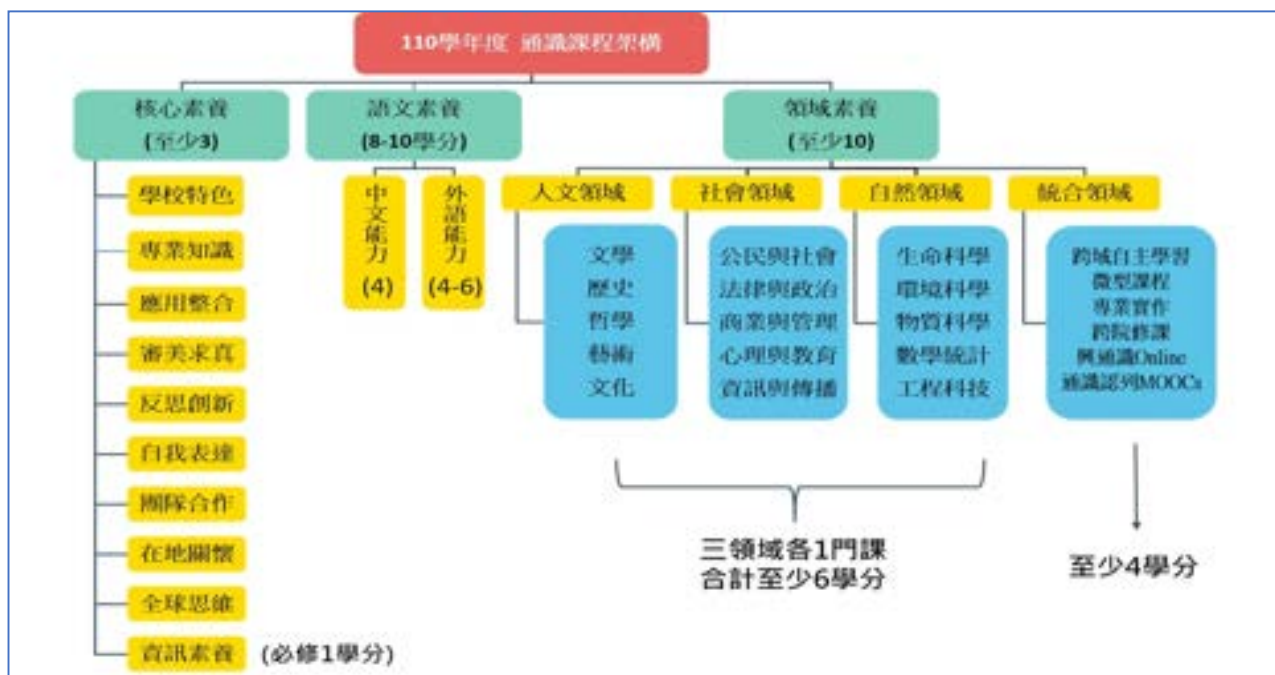 110學年度 通識課程架構
核心素養
(至少3)
學校特色
專業知識
應用整合
審美求真
反思創新
自我表達
團隊合作
在地關懷
全球思維
資訊素養 (必修1學分)
語文素養
(8-10學分)
中文能力
(4)
外語能力
(4-6)
領域素養
(至少10)
人文領域
文學
歷史
哲學
藝術
文化
社會領域
公民與社會
法律與政治
商業與管理
心理與教育
資訊與傳播
自然領域
生命科學
環境科學
物質科學
數學統計
工程科技
三領域各1門課
合計至少6學分
統合領域
跨域自主學習
微型課程
專業實作
跨院修課
興通識Online
通識認列MOOCs
至少4學分